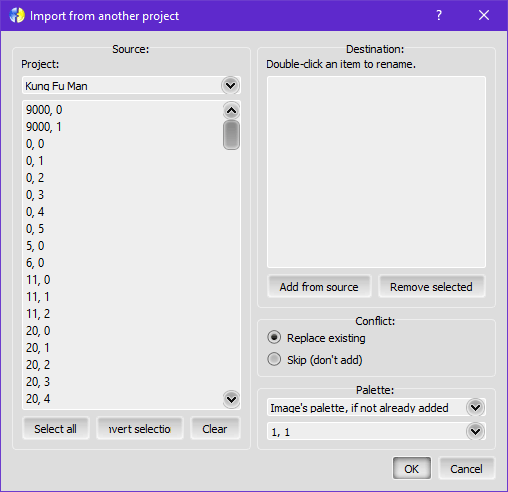 Import from another project
?
Source:
Project:
Kung Fu Man
9000, 0
9000, 1
0, 0
0, 1
0, 2
0, 3
0, 4
0, 5
5, 0
6, 0
11, 0
11, 1
11, 2
20, 0
20, 1
20, 2
20, 3
20, 4
Select all
nvert selectio
Clear
Destination:
Double-click an item to rename.
Add from source
Remove selected
Conflict:
Replace existing
Skip (don't add)
Palette:
Image's palette, if not already added
1, 1
OK
Cancel